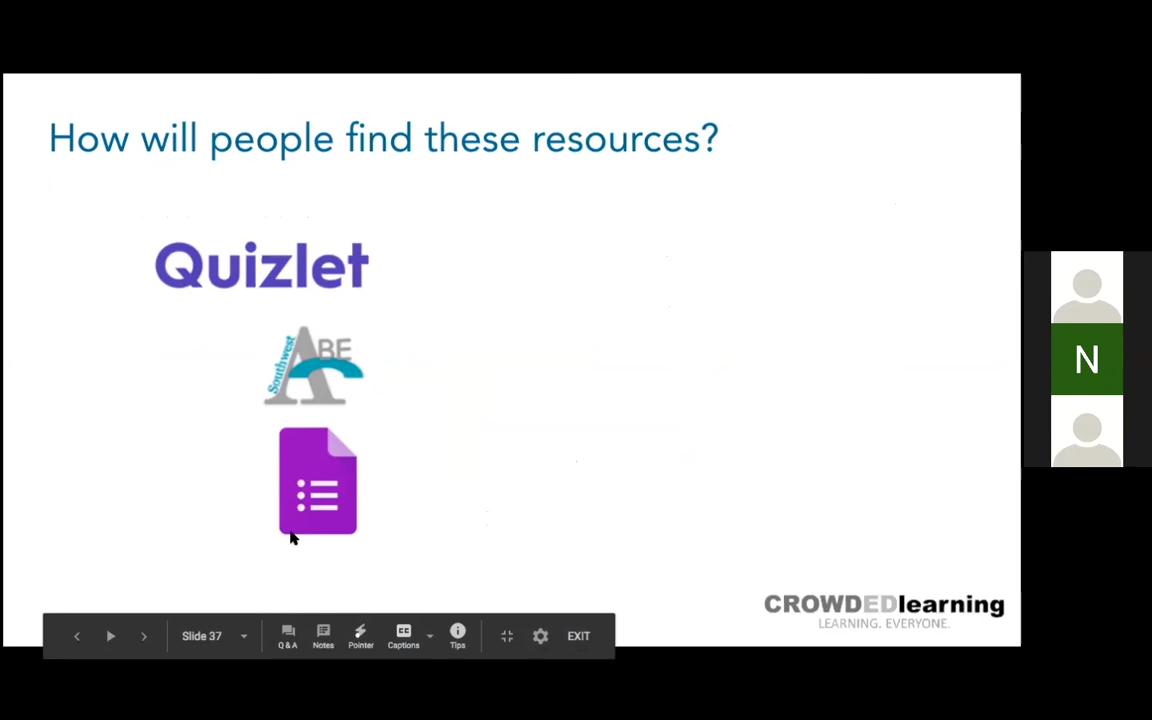 How will people find these resources?
Quizlet
Southwest
ABE
N
CROWDEDlearning
LEARNING. EVERYONE.
Slide 37
Q & A
Notes
Pointer
CC
Captions
Tips
EXIT